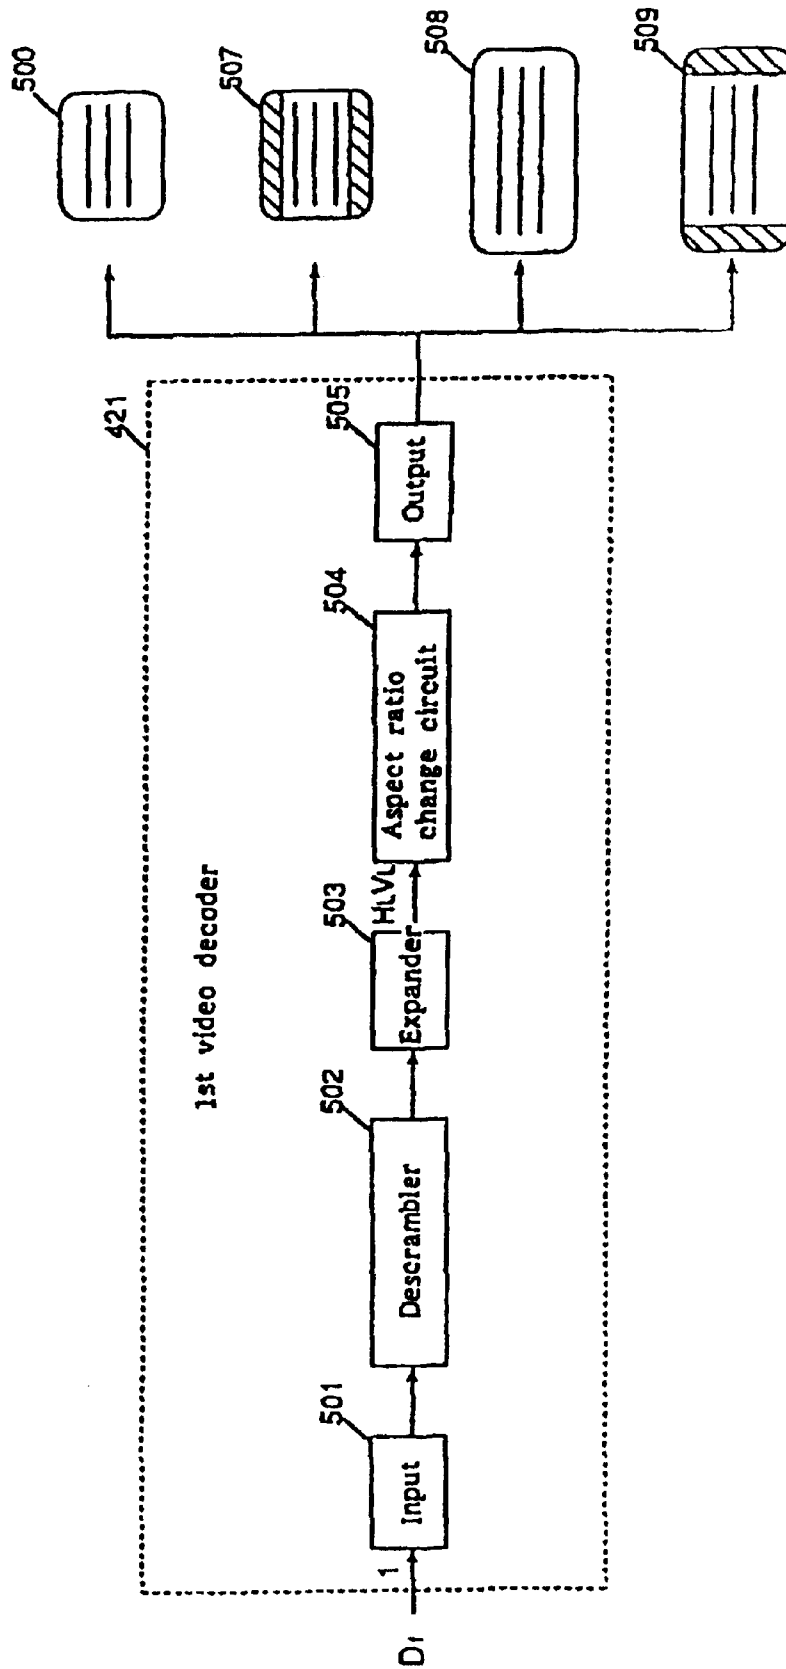 421
1st video decoder
D1
1
501
Input
502
Descrambler
503
Expander
HLVL
504
Aspect ratio
change circuit
505
Output
500
507
508
509